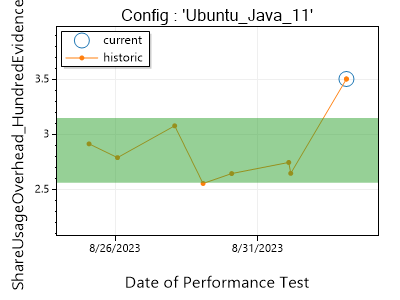 Config : 'Ubuntu_Java_11'
current
historic
ShareUsageOverhead_HundredEvidence
3.5
3
2.5
8/26/2023
8/31/2023
Date of Performance Test